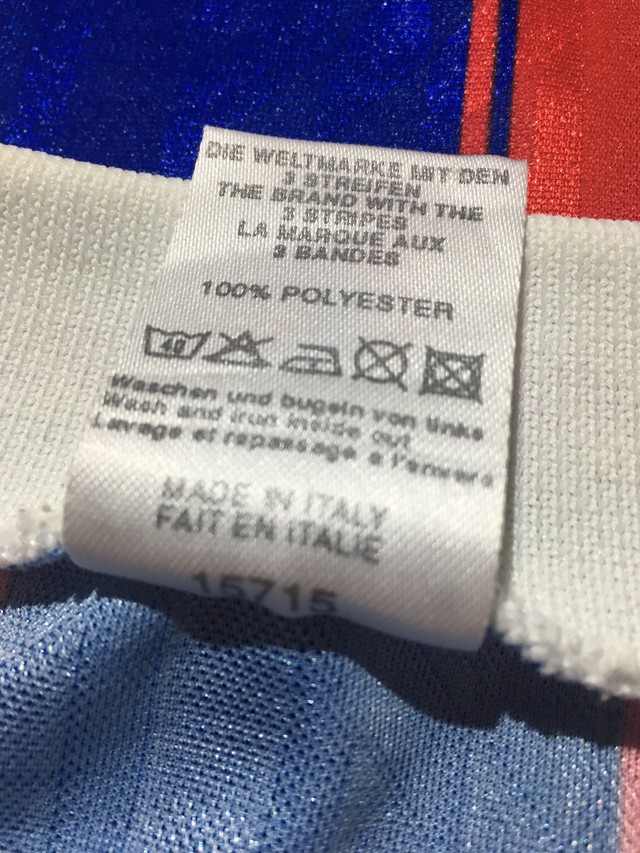 DIE WELTMARKE MIT DEN
3 STREIFEN
THE BRAND WITH THE
3 STRIPES
LA MARQUE AUX
3 BANDES
100% POLYESTER
40
Waschen und bugeln von links
Wash and iron inside out
Lavage et repassage a l'envers
MADE IN ITALY
FAIT EN ITALIE
15715